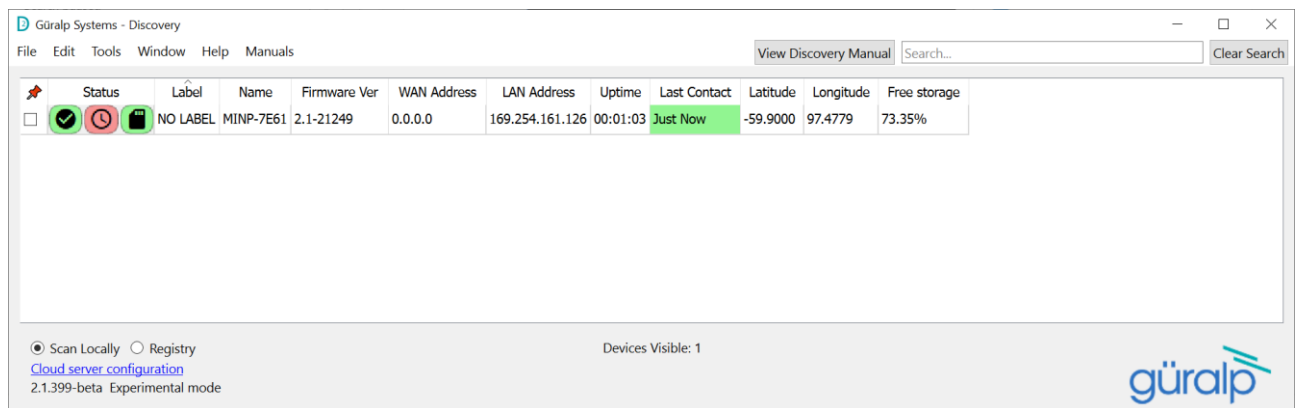 Güralp Systems - Discovery
File Edit Tools Window Help Manuals
View Discovery Manual Search... Clear Search
Status Label Name Firmware Ver WAN Address LAN Address Uptime Last Contact Latitude Longitude Free storage
NO LABEL MINP-7E61 2.1-21249 0.0.0.0 169.254.161.126 00:01:03 Just Now -59.9000 97.4779 73.35%
Scan Locally Registry Devices Visible: 1
Cloud server configuration
2.1.399-beta Experimental mode
güralp